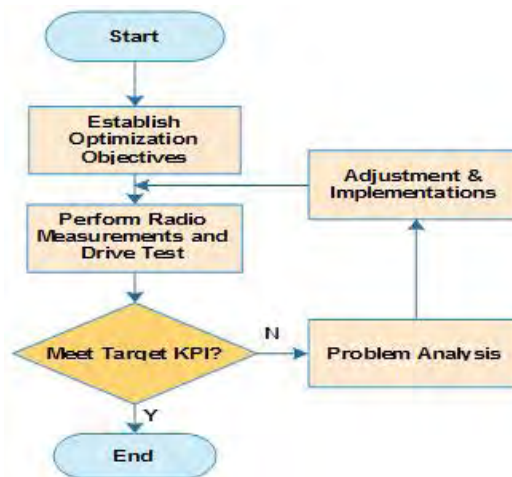 Start
Establish
Optimization
Objectives
Adjustment &
Implementations
Perform Radio
Measurements and
Drive Test
Meet Target KPI?
N
Problem Analysis
Y
End